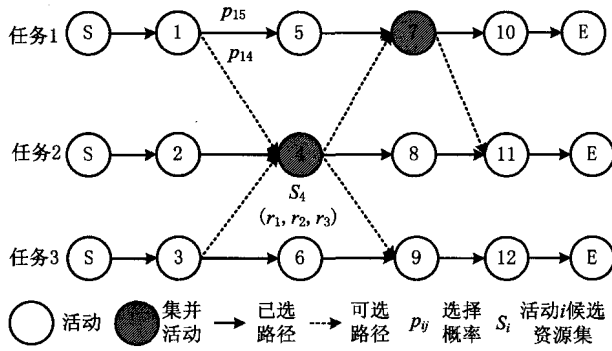 p15
任务1 S 1 5 7 10 E
p14
任务2 S 2 4 8 11 E
S4
(r1, r2, r3)
任务3 S 3 6 9 12 E
活动 集并活动 已选路径 可选路径 pij 选择概率 Si 活动i候选资源集